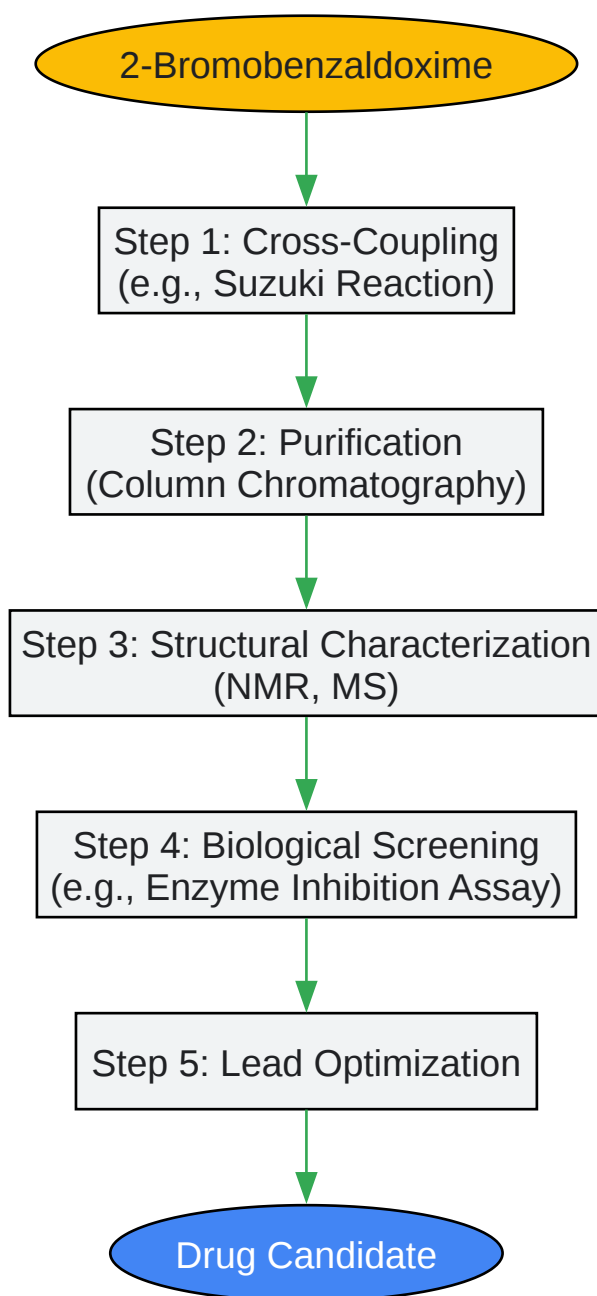 2-Bromobenzaldoxime
Step 1: Cross-Coupling
(e.g., Suzuki Reaction)
Step 2: Purification
(Column Chromatography)
Step 3: Structural Characterization
(NMR, MS)
Step 4: Biological Screening
(e.g., Enzyme Inhibition Assay)
Step 5: Lead Optimization
Drug Candidate